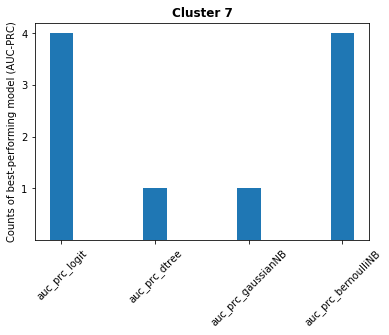 Cluster 7
Counts of best-performing model (AUC-PRC)
4
3
2
1
auc_prc_logit
auc_prc_dtree
auc_prc_gaussianNB
auc_prc_bernoulliNB